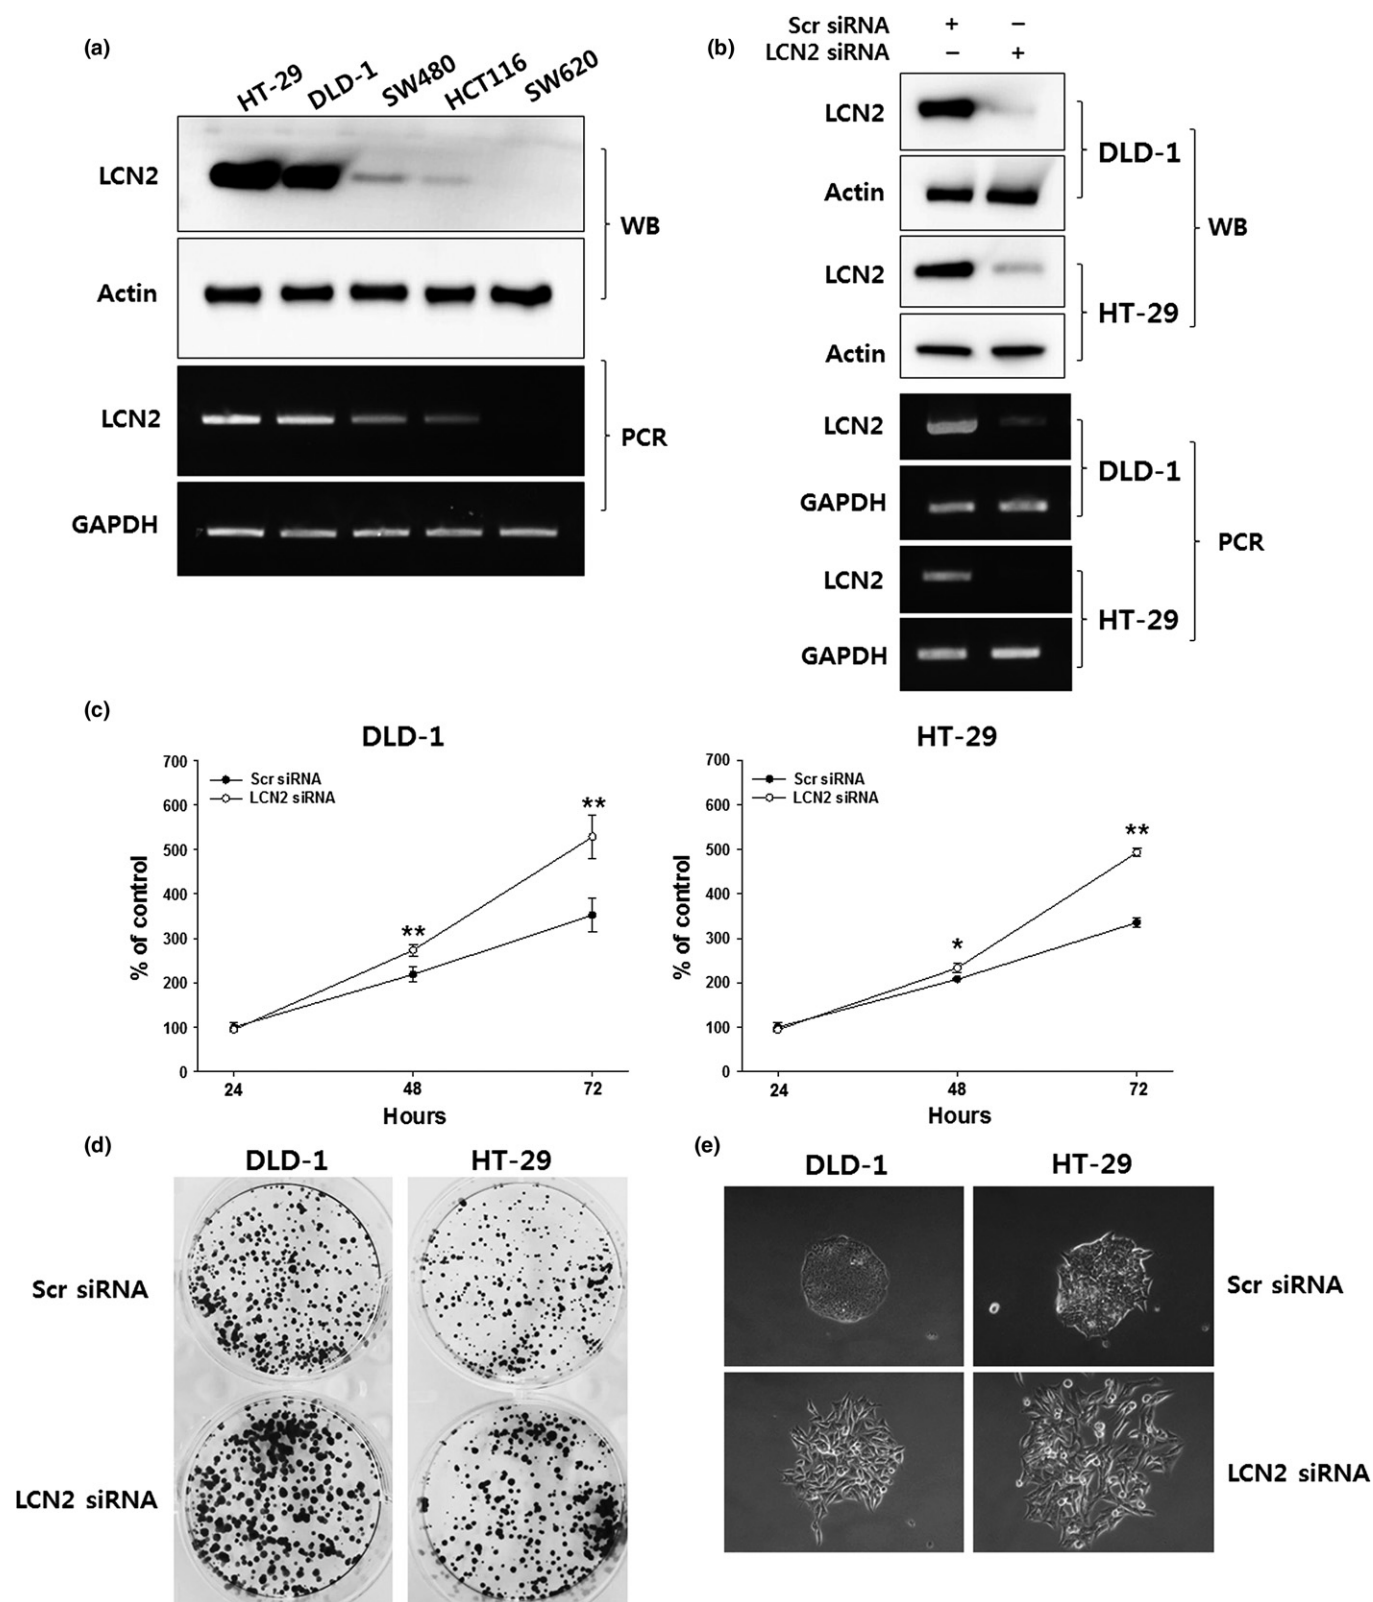 (a)
HT-29 DLD-1 SW480 HCT116 SW620
LCN2
Actin
WB
LCN2
GAPDH
PCR
(b)
Scr siRNA + −
LCN2 siRNA − +
LCN2
Actin
DLD-1
LCN2
Actin
HT-29
WB
LCN2
GAPDH
DLD-1
LCN2
GAPDH
HT-29
PCR
(c)
DLD-1
% of control
700
600
500
400
300
200
100
0
Scr siRNA
LCN2 siRNA
**
**
24 48 72
Hours
HT-29
% of control
700
600
500
400
300
200
100
0
Scr siRNA
LCN2 siRNA
*
**
24 48 72
Hours
(d)
DLD-1 HT-29
Scr siRNA
LCN2 siRNA
(e)
DLD-1 HT-29
Scr siRNA
LCN2 siRNA